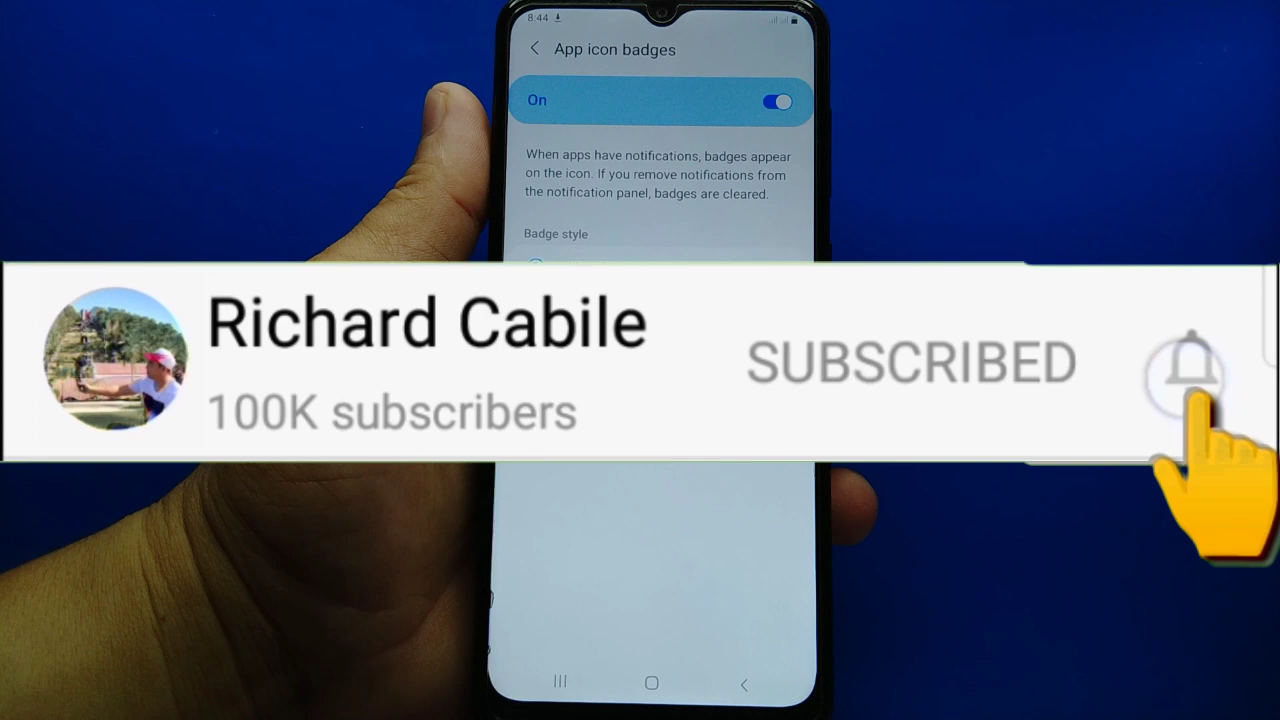 8:44
App icon badges
On
When apps have notifications, badges appear
on the icon. If you remove notifications from
the notification panel, badges are cleared.
Badge style
Richard Cabile
SUBSCRIBED
100K subscribers